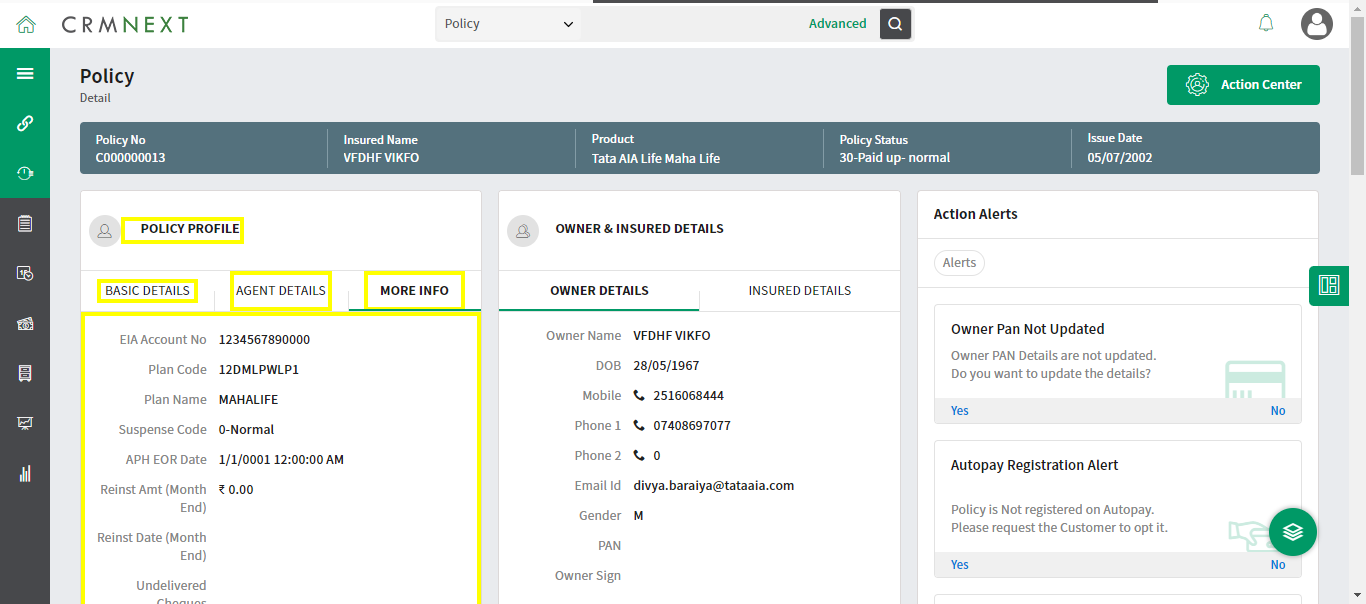 CRMNEXT
Policy
Advanced
Policy
Detail
Action Center
Policy No
C000000013
Insured Name
VFDHF VIKFO
Product
Tata AIA Life Maha Life
Policy Status
30-Paid up- normal
Issue Date
05/07/2002
POLICY PROFILE
BASIC DETAILS
AGENT DETAILS
MORE INFO
EIA Account No 1234567890000
Plan Code 12DMLPWLP1
Plan Name MAHALIFE
Suspense Code 0-Normal
APH EOR Date 1/1/0001 12:00:00 AM
Reinst Amt (Month ₹ 0.00
End)
Reinst Date (Month
End)
Undelivered
Cheques
OWNER & INSURED DETAILS
OWNER DETAILS
INSURED DETAILS
Owner Name VFDHF VIKFO
DOB 28/05/1967
Mobile 2516068444
Phone 1 07408697077
Phone 2 0
Email Id divya.baraiya@tataaia.com
Gender M
PAN
Owner Sign
Action Alerts
Alerts
Owner Pan Not Updated
Owner PAN Details are not updated.
Do you want to update the details?
Yes No
Autopay Registration Alert
Policy is Not registered on Autopay.
Please request the Customer to opt it.
Yes No